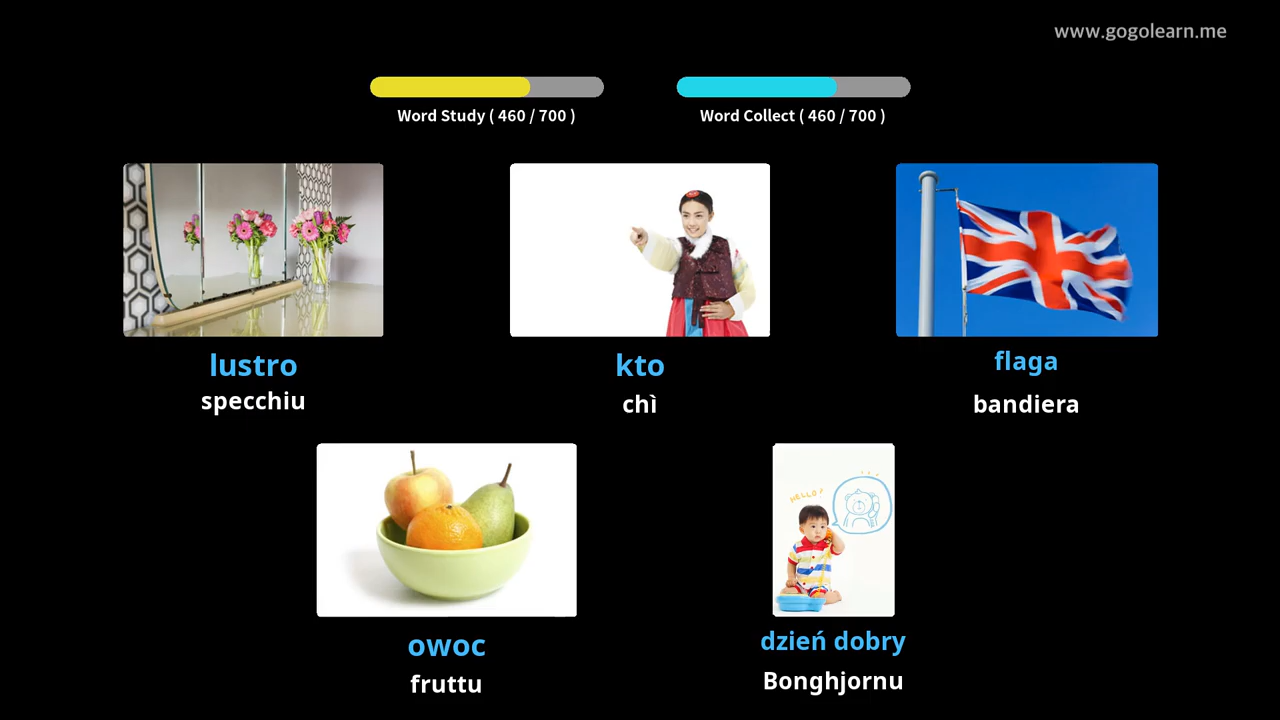 www.gogolearn.me
Word Study ( 460 / 700 )
Word Collect ( 460 / 700 )
lustro
specchiu
kto
chì
flaga
bandiera
HELLO?
owoc
fruttu
dzień dobry
Bonghjornu